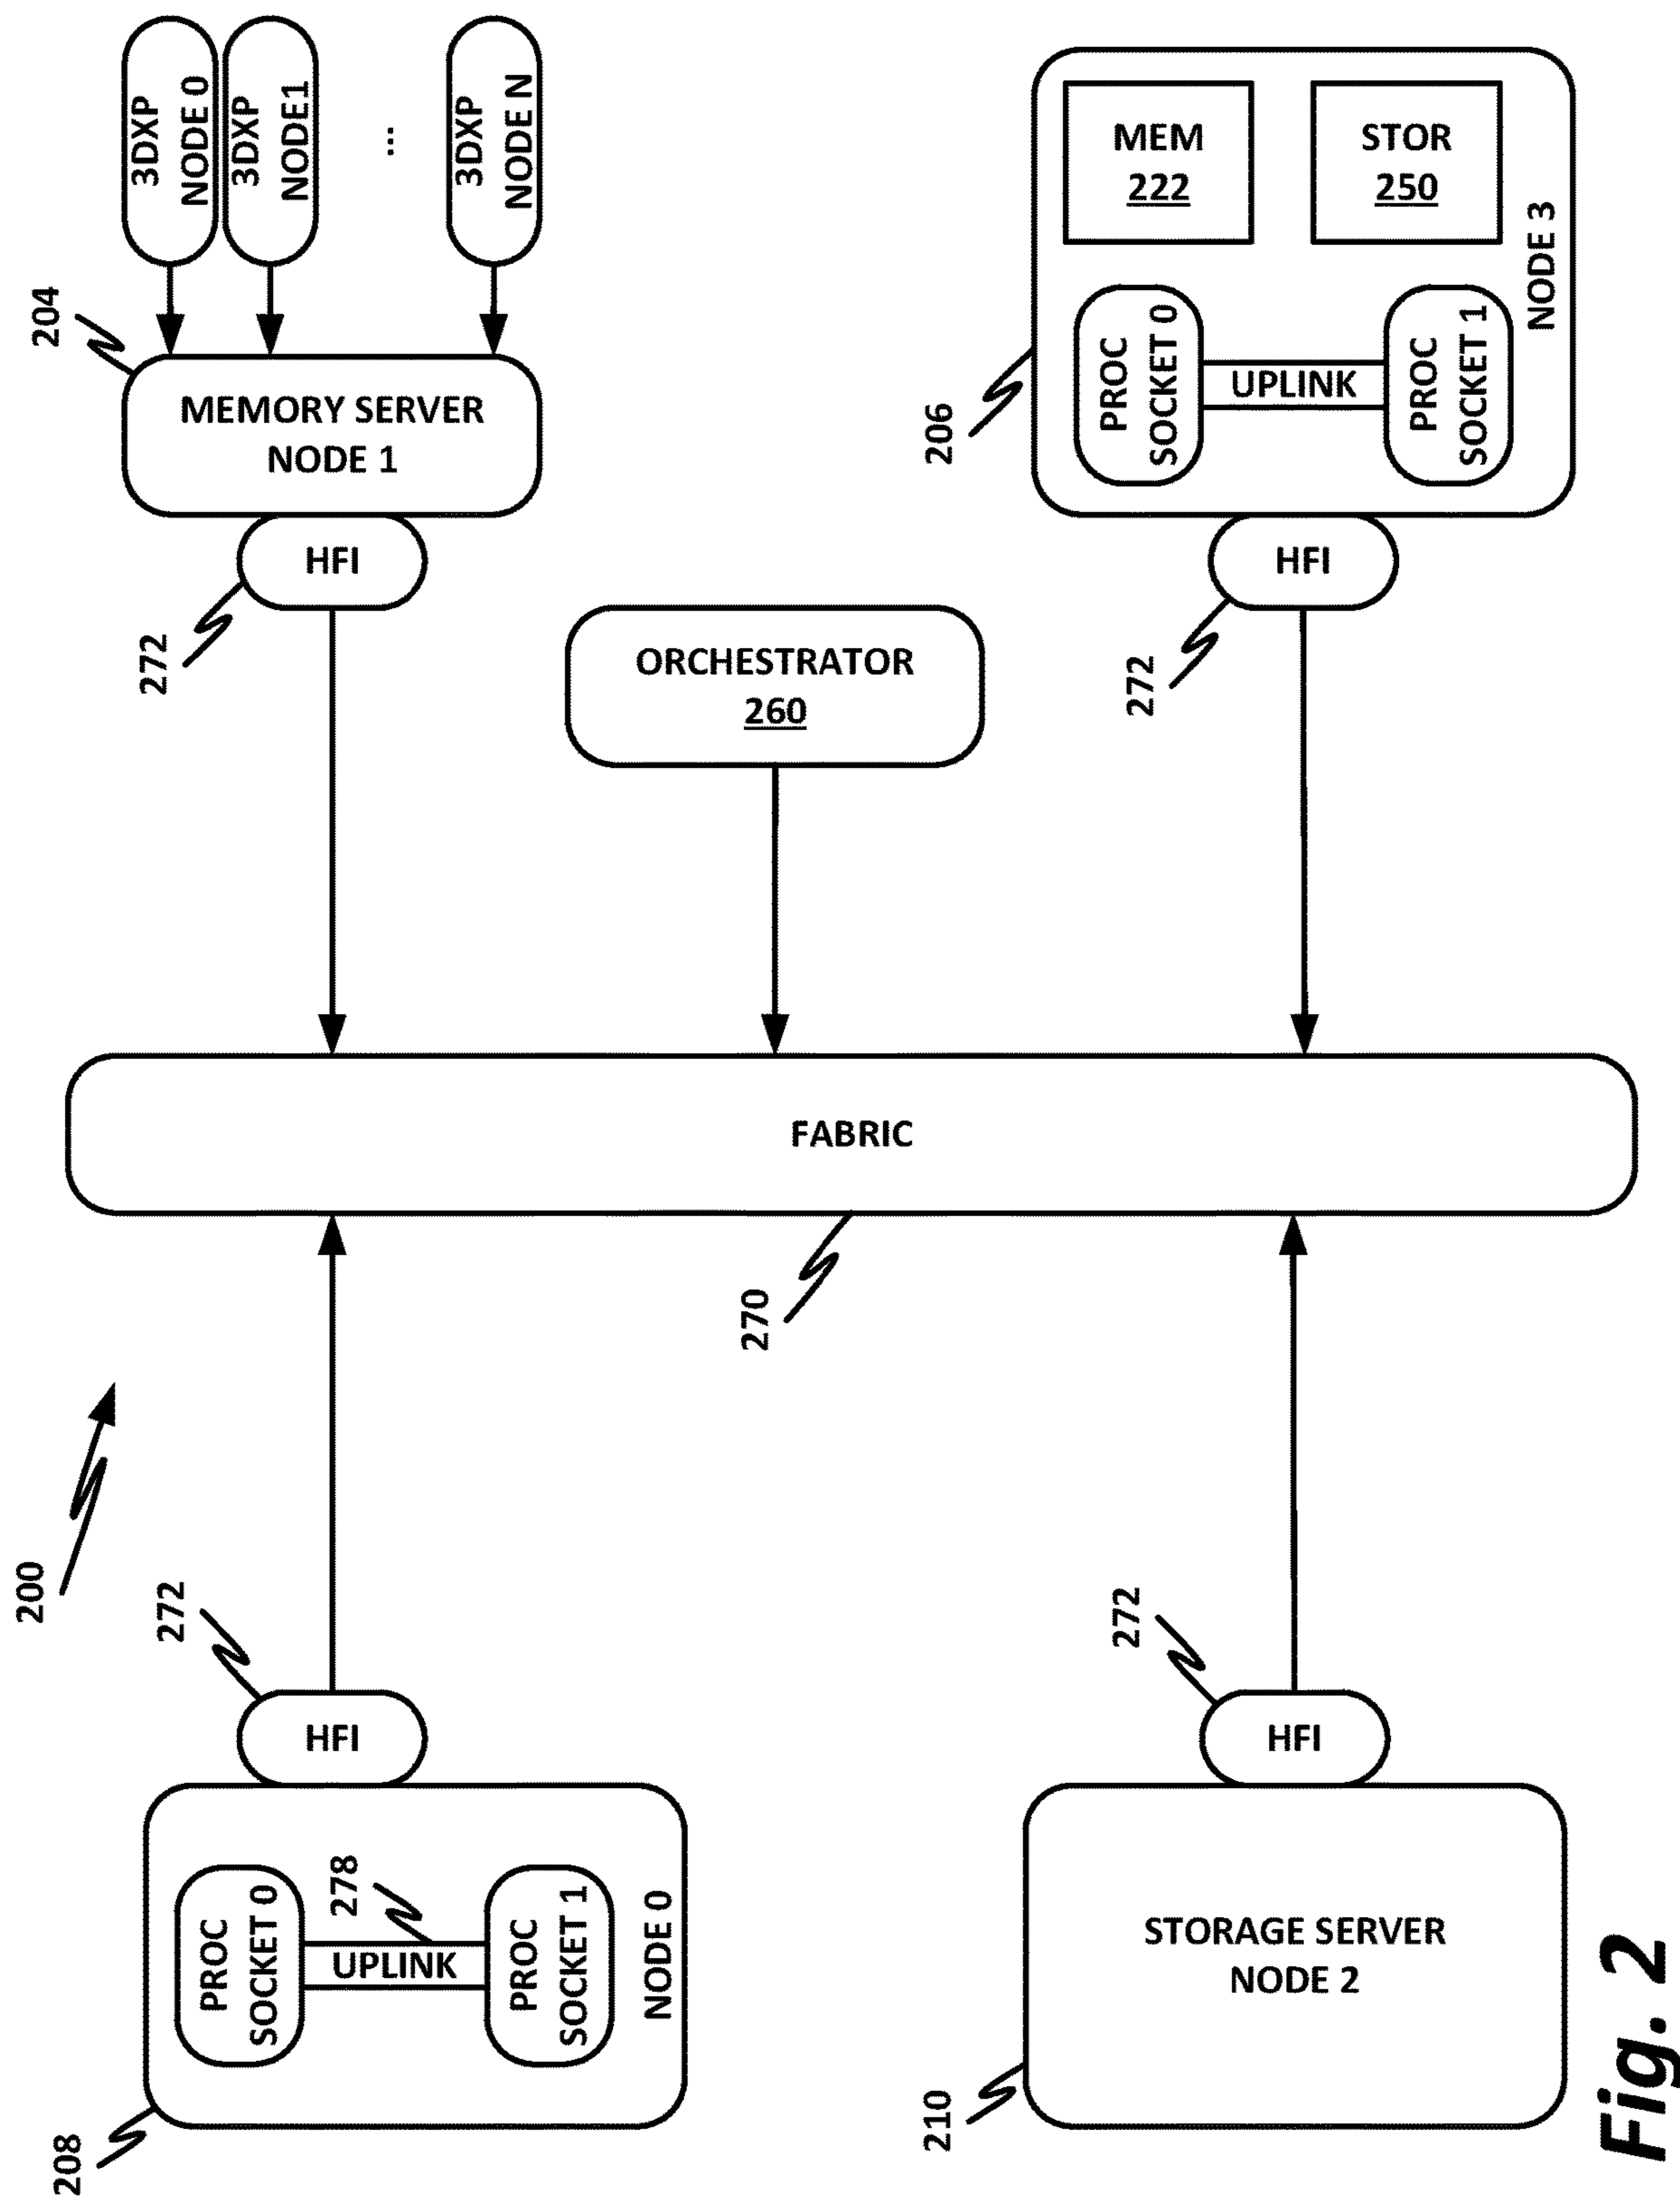 3DXP
NODE 0
3DXP
NODE1
...
3DXP
NODE N
204
MEMORY SERVER
NODE 1
HFI
272
MEM
222
STOR
250
NODE 3
PROC
SOCKET 0
UPLINK
PROC
SOCKET 1
206
HFI
272
ORCHESTRATOR
260
FABRIC
270
200
272
HFI
PROC
SOCKET 0
278
UPLINK
PROC
SOCKET 1
NODE 0
208
272
HFI
STORAGE SERVER
NODE 2
210
Fig. 2